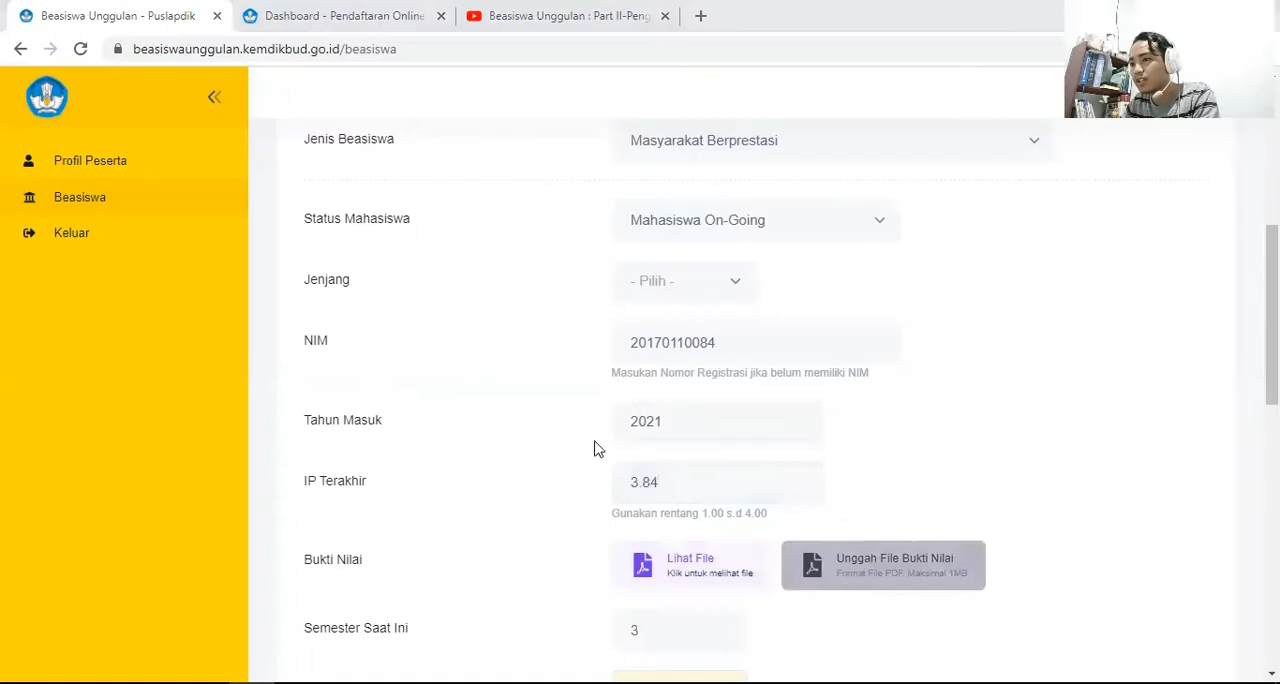 Beasiswa Unggulan - Puslapdik
Dashboard - Pendaftaran Online
Beasiswa Unggulan : Part II-Peng
beasiswaunggulan.kemdikbud.go.id/beasiswa
Profil Peserta
Beasiswa
Keluar
Jenis Beasiswa
Masyarakat Berprestasi
Status Mahasiswa
Mahasiswa On-Going
Jenjang
- Pilih -
NIM
20170110084
Masukan Nomor Registrasi jika belum memiliki NIM
Tahun Masuk
2021
IP Terakhir
3.84
Gunakan rentang 1.00 s.d 4.00
Bukti Nilai
Lihat File
Klik untuk melihat file
Unggah File Bukti Nilai
Format File PDF. Maksimal 1MB
Semester Saat Ini
3